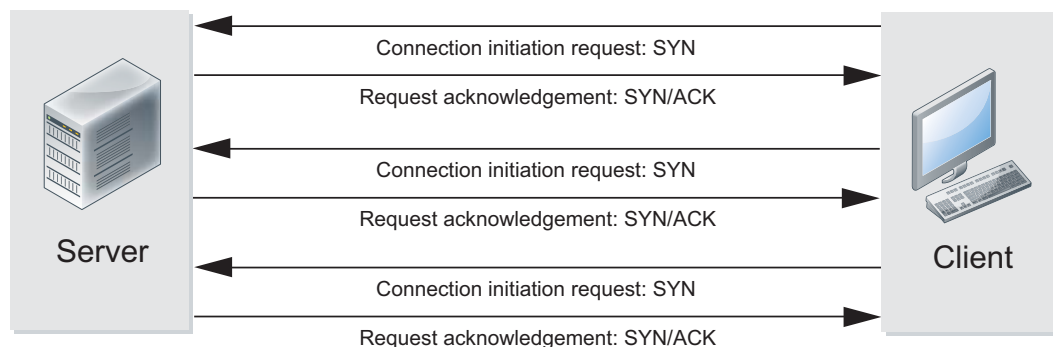 Connection initiation request: SYN
Request acknowledgement: SYN/ACK
Connection initiation request: SYN
Request acknowledgement: SYN/ACK
Server
Client
Connection initiation request: SYN
Request acknowledgement: SYN/ACK